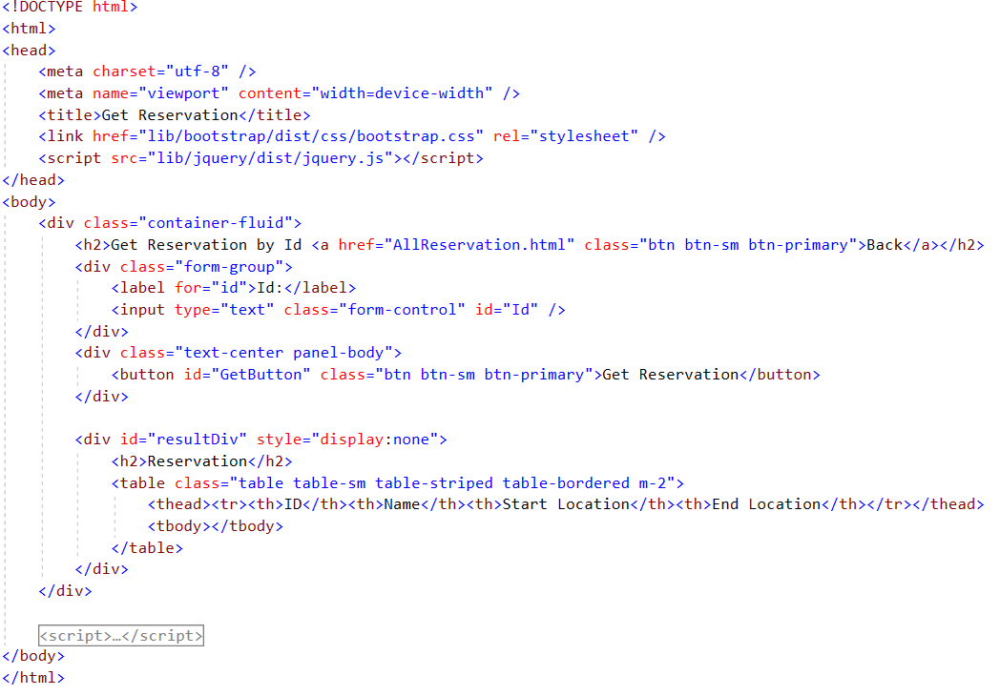 <!DOCTYPE html>
<html>
<head>
    <meta charset="utf-8" />
    <meta name="viewport" content="width=device-width" />
    <title>Get Reservation</title>
    <link href="lib/bootstrap/dist/css/bootstrap.css" rel="stylesheet" />
    <script src="lib/jquery/dist/jquery.js"></script>
</head>
<body>
    <div class="container-fluid">
        <h2>Get Reservation by Id <a href="AllReservation.html" class="btn btn-sm btn-primary">Back</a></h2>
        <div class="form-group">
            <label for="id">Id:</label>
            <input type="text" class="form-control" id="Id" />
        </div>
        <div class="text-center panel-body">
            <button id="GetButton" class="btn btn-sm btn-primary">Get Reservation</button>
        </div>

        <div id="resultDiv" style="display:none">
            <h2>Reservation</h2>
            <table class="table table-sm table-striped table-bordered m-2">
                <thead><tr><th>ID</th><th>Name</th><th>Start Location</th><th>End Location</th></tr></thead>
                <tbody></tbody>
            </table>
        </div>
    </div>

    <script>…</script>
</body>
</html>